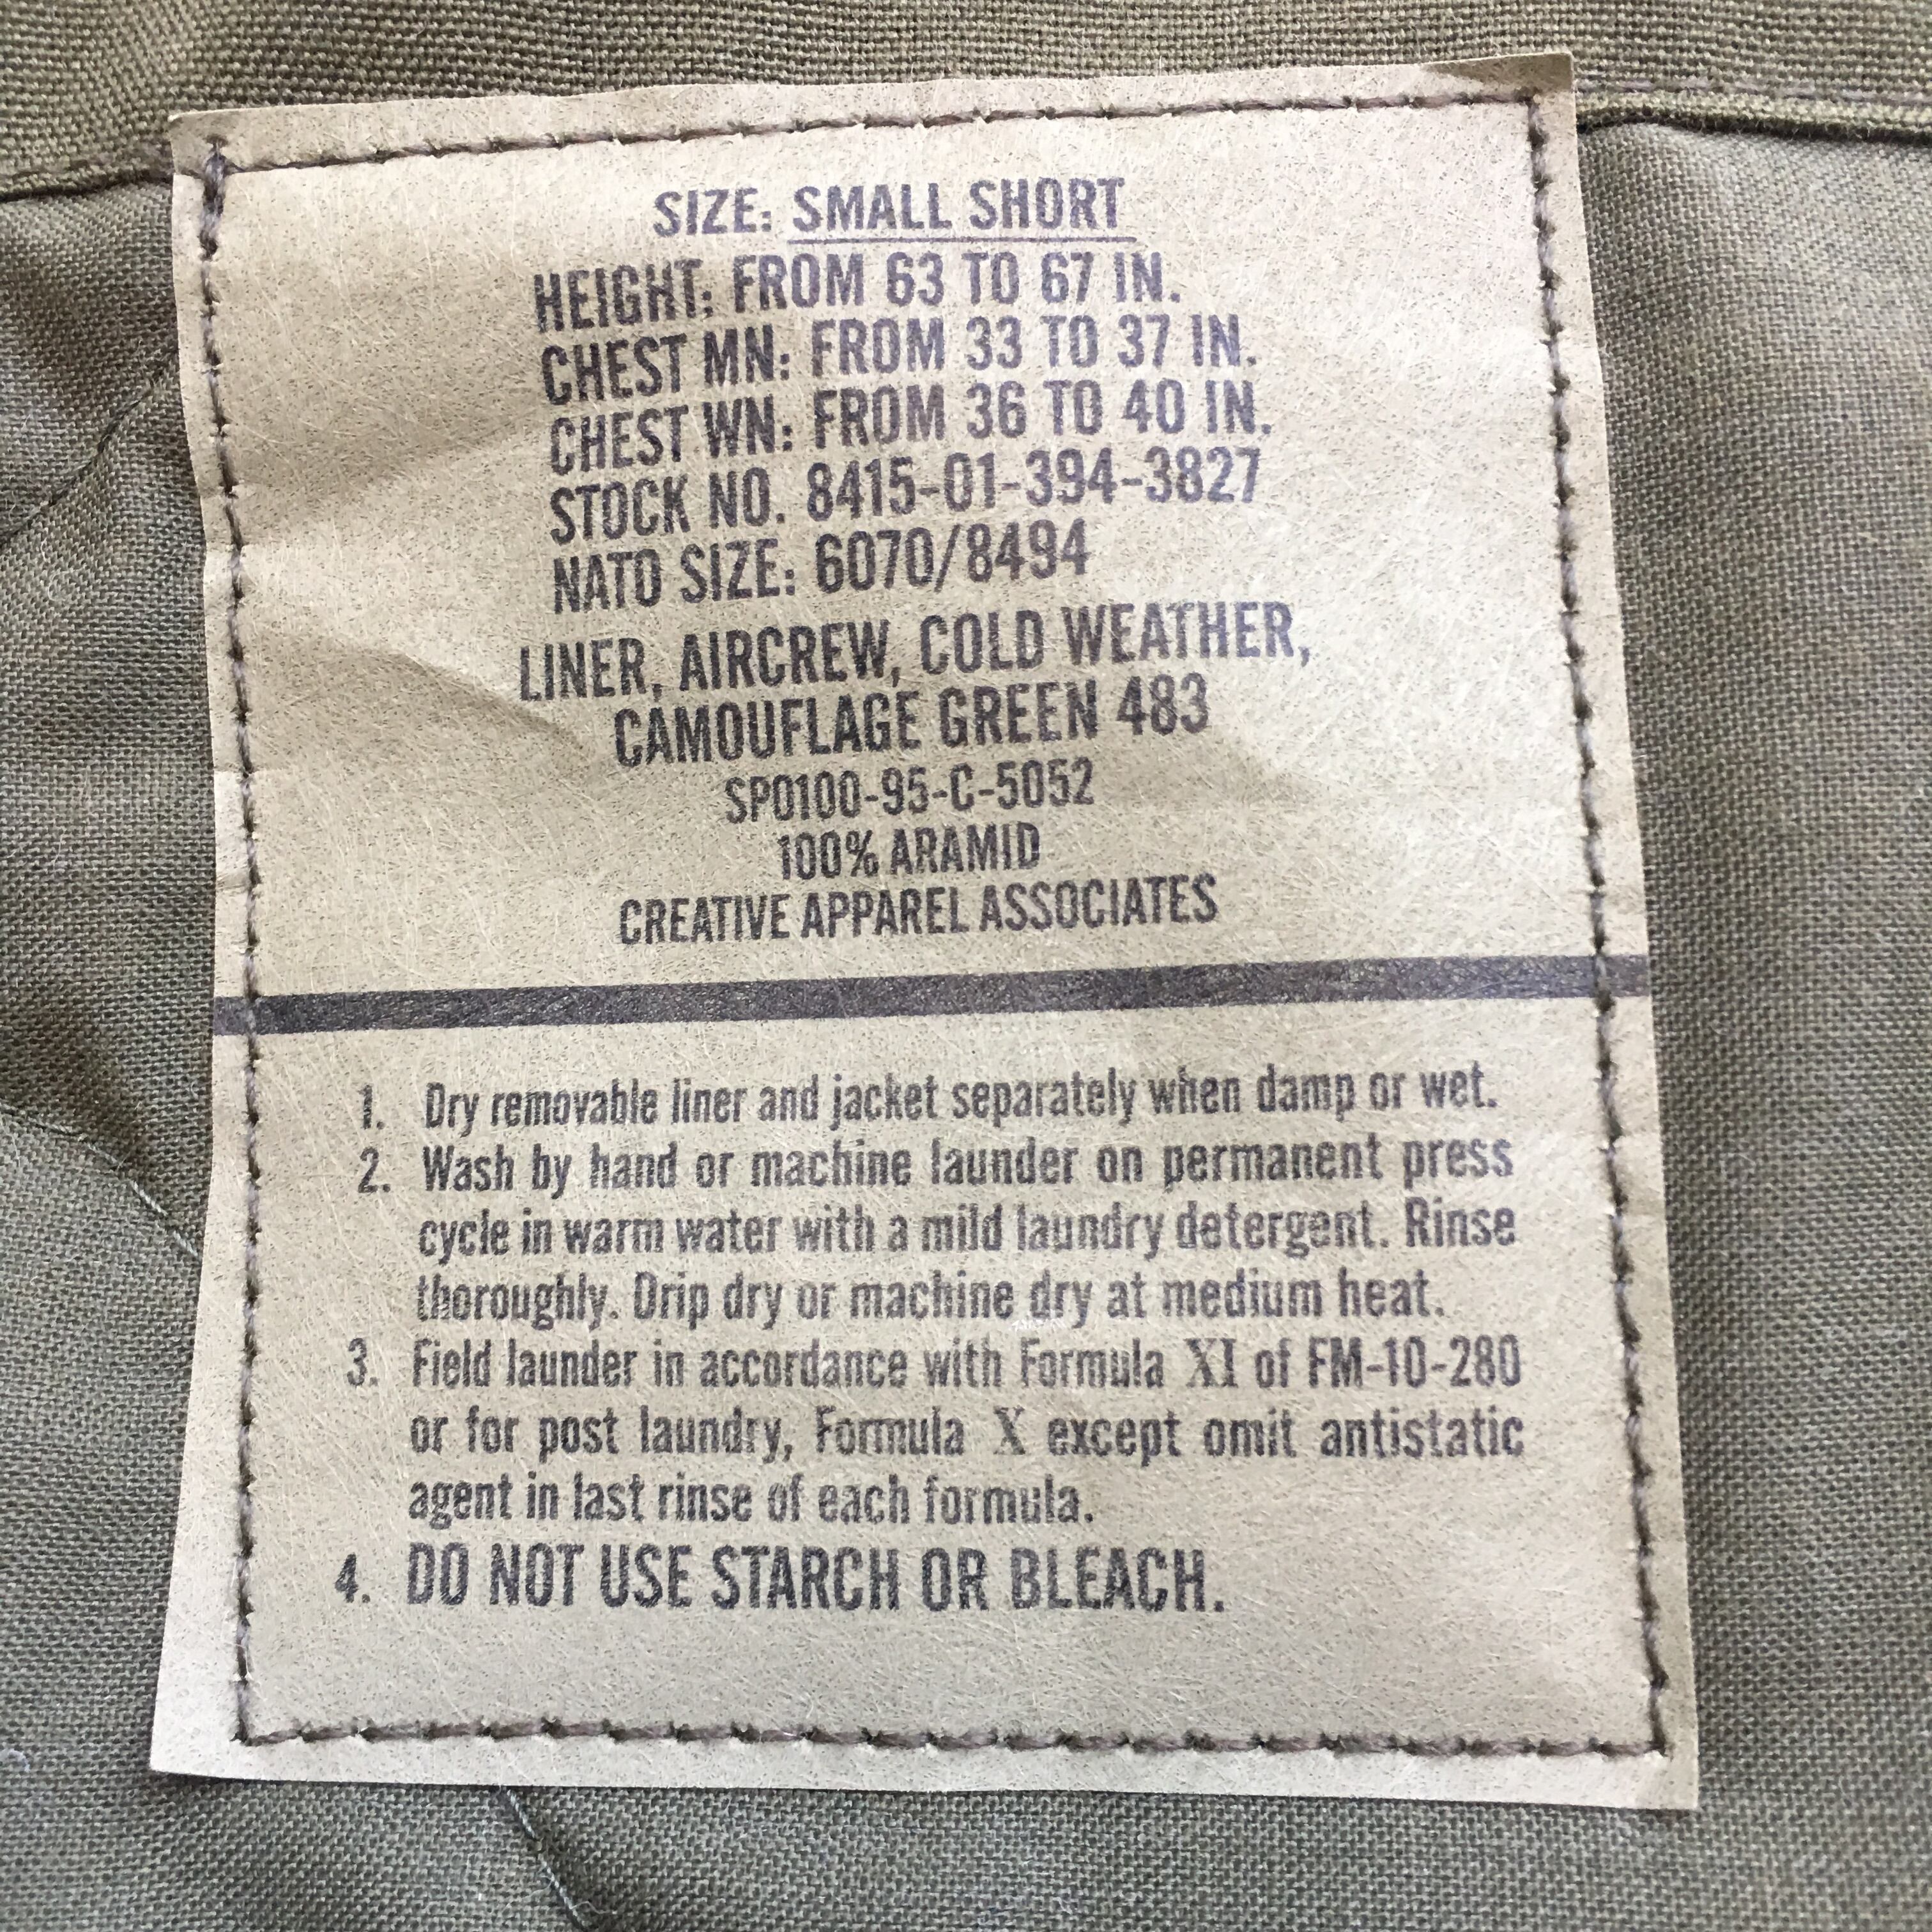 SIZE: SMALL SHORT
HEIGHT: FROM 63 TO 67 IN.
CHEST MN: FROM 33 TO 37 IN.
CHEST WN: FROM 36 TO 40 IN.
STOCK NO. 8415-01-394-3827
NATO SIZE: 6070/8494
LINER, AIRCREW, COLD WEATHER,
CAMOUFLAGE GREEN 483
SPO100-95-C-5052
100% ARAMID
CREATIVE APPAREL ASSOCIATES
1. Dry removable liner and jacket separately when damp or wet.
2. Wash by hand or machine launder on permanent press
cycle in warm water with a mild laundry detergent. Rinse
thoroughly. Drip dry or machine dry at medium heat.
3. Field launder in accordance with Formula XI of FM-10-280
or for post laundry, Formula X except omit antistatic
agent in last rinse of each formula.
4. DO NOT USE STARCH OR BLEACH.